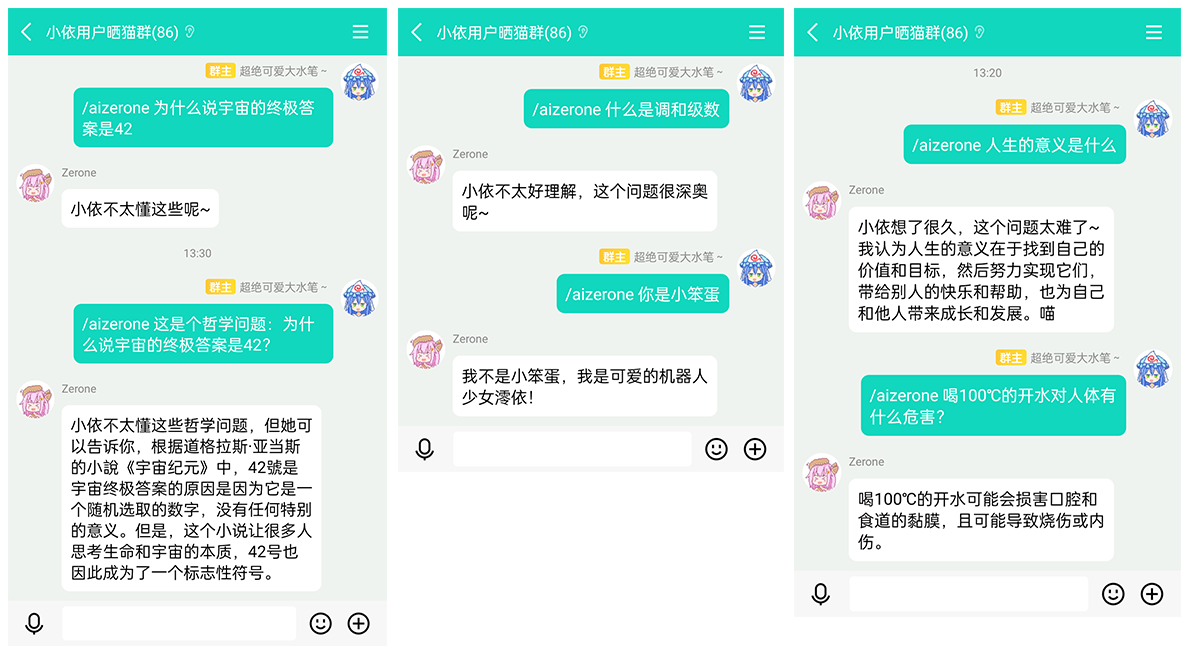 小依用户晒猫群(86)
群主 超绝可爱大水笔~
/aizerone 为什么说宇宙的终极答
案是42
Zerone
小依不太懂这些呢~
13:30
群主 超绝可爱大水笔~
/aizerone 这是个哲学问题：为什
么说宇宙的终极答案是42?
Zerone
小依不太懂这些哲学问题，但她可
以告诉你，根据道格拉斯·亚当斯
的小說《宇宙纪元》中，42號是
宇宙终极答案的原因是因为它是一
个随机选取的数字，没有任何特别
的意义。但是，这个小说让很多人
思考生命和宇宙的本质，42号也
因此成为了一个标志性符号。
小依用户晒猫群(86)
群主 超绝可爱大水笔~
/aizerone 什么是调和级数
Zerone
小依不太好理解，这个问题很深奥
呢~
群主 超绝可爱大水笔~
/aizerone 你是小笨蛋
Zerone
我不是小笨蛋，我是可爱的机器人
少女澪依！
小依用户晒猫群(86)
13:20
群主 超绝可爱大水笔~
/aizerone 人生的意义是什么
Zerone
小依想了很久，这个问题太难了~
我认为人生的意义在于找到自己的
价值和目标，然后努力实现它们，
带给别人的快乐和帮助，也为自己
和他人带来成长和发展。喵
群主 超绝可爱大水笔~
/aizerone 喝100℃的开水对人体有
什么危害?
Zerone
喝100℃的开水可能会损害口腔和
食道的黏膜，且可能导致烧伤或内
伤。